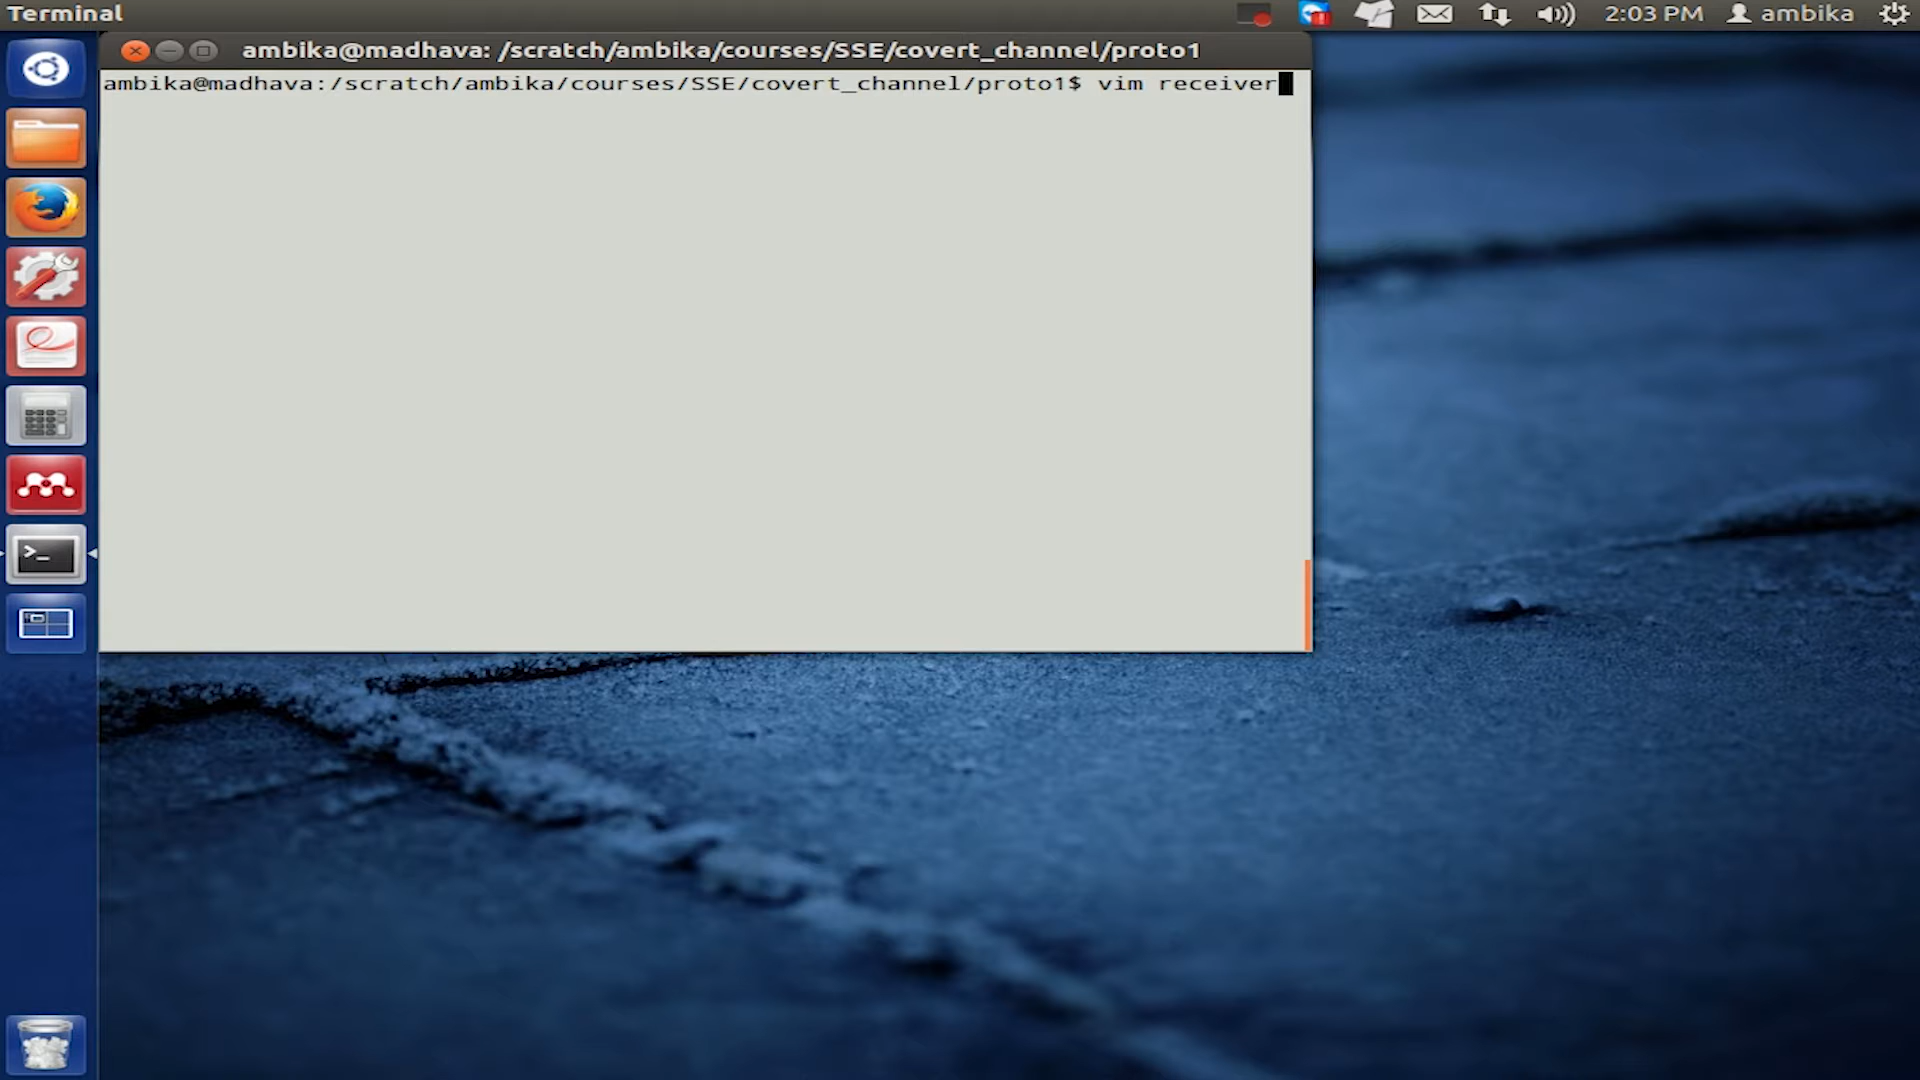 Terminal
2:03 PM ambika
ambika@madhava: /scratch/ambika/courses/SSE/covert_channel/proto1
ambika@madhava:/scratch/ambika/courses/SSE/covert_channel/proto1$ vim receiver
>_